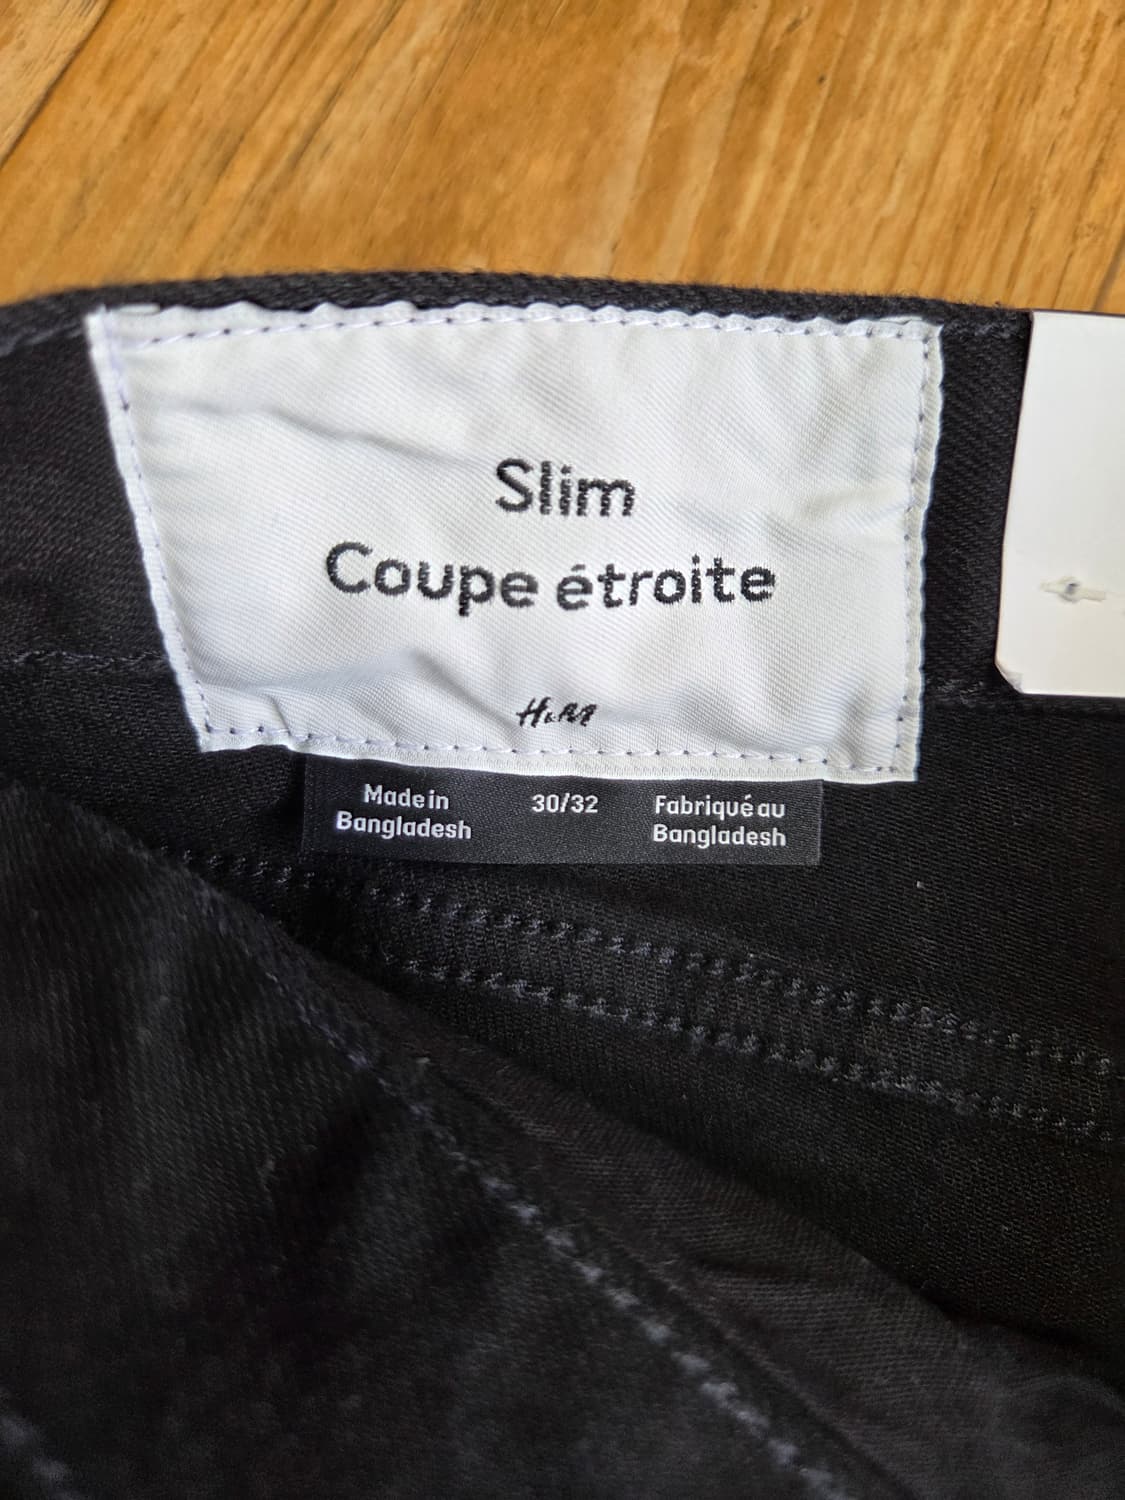 Slim
Coupe étroite
H&M
Made in
Bangladesh
30/32
Fabriqué au
Bangladesh